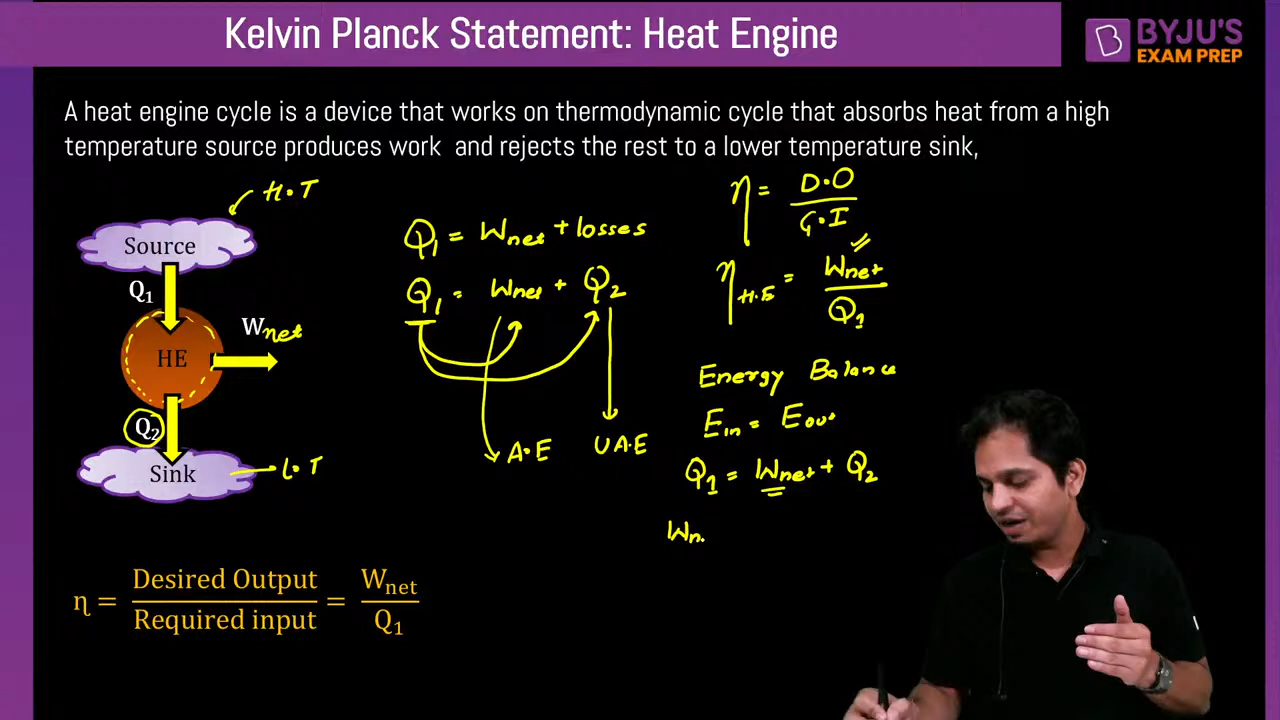 Kelvin Planck Statement: Heat Engine
BYJU'S
EXAM PREP
A heat engine cycle is a device that works on thermodynamic cycle that absorbs heat from a high
temperature source produces work and rejects the rest to a lower temperature sink,
H.T
Source
Q₁
HE
Wnet
Q₂
Sink
L.T
Q₁ = Wnet + losses
Q₁ = Wnet + Q₂
A.E
U A.E
η = D.O / G.I
η H.E = Wnet / Q₁
Energy Balance
Ein = Eout
Q₁ = Wnet + Q₂
Wn
η = Desired Output / Required input = Wnet / Q₁